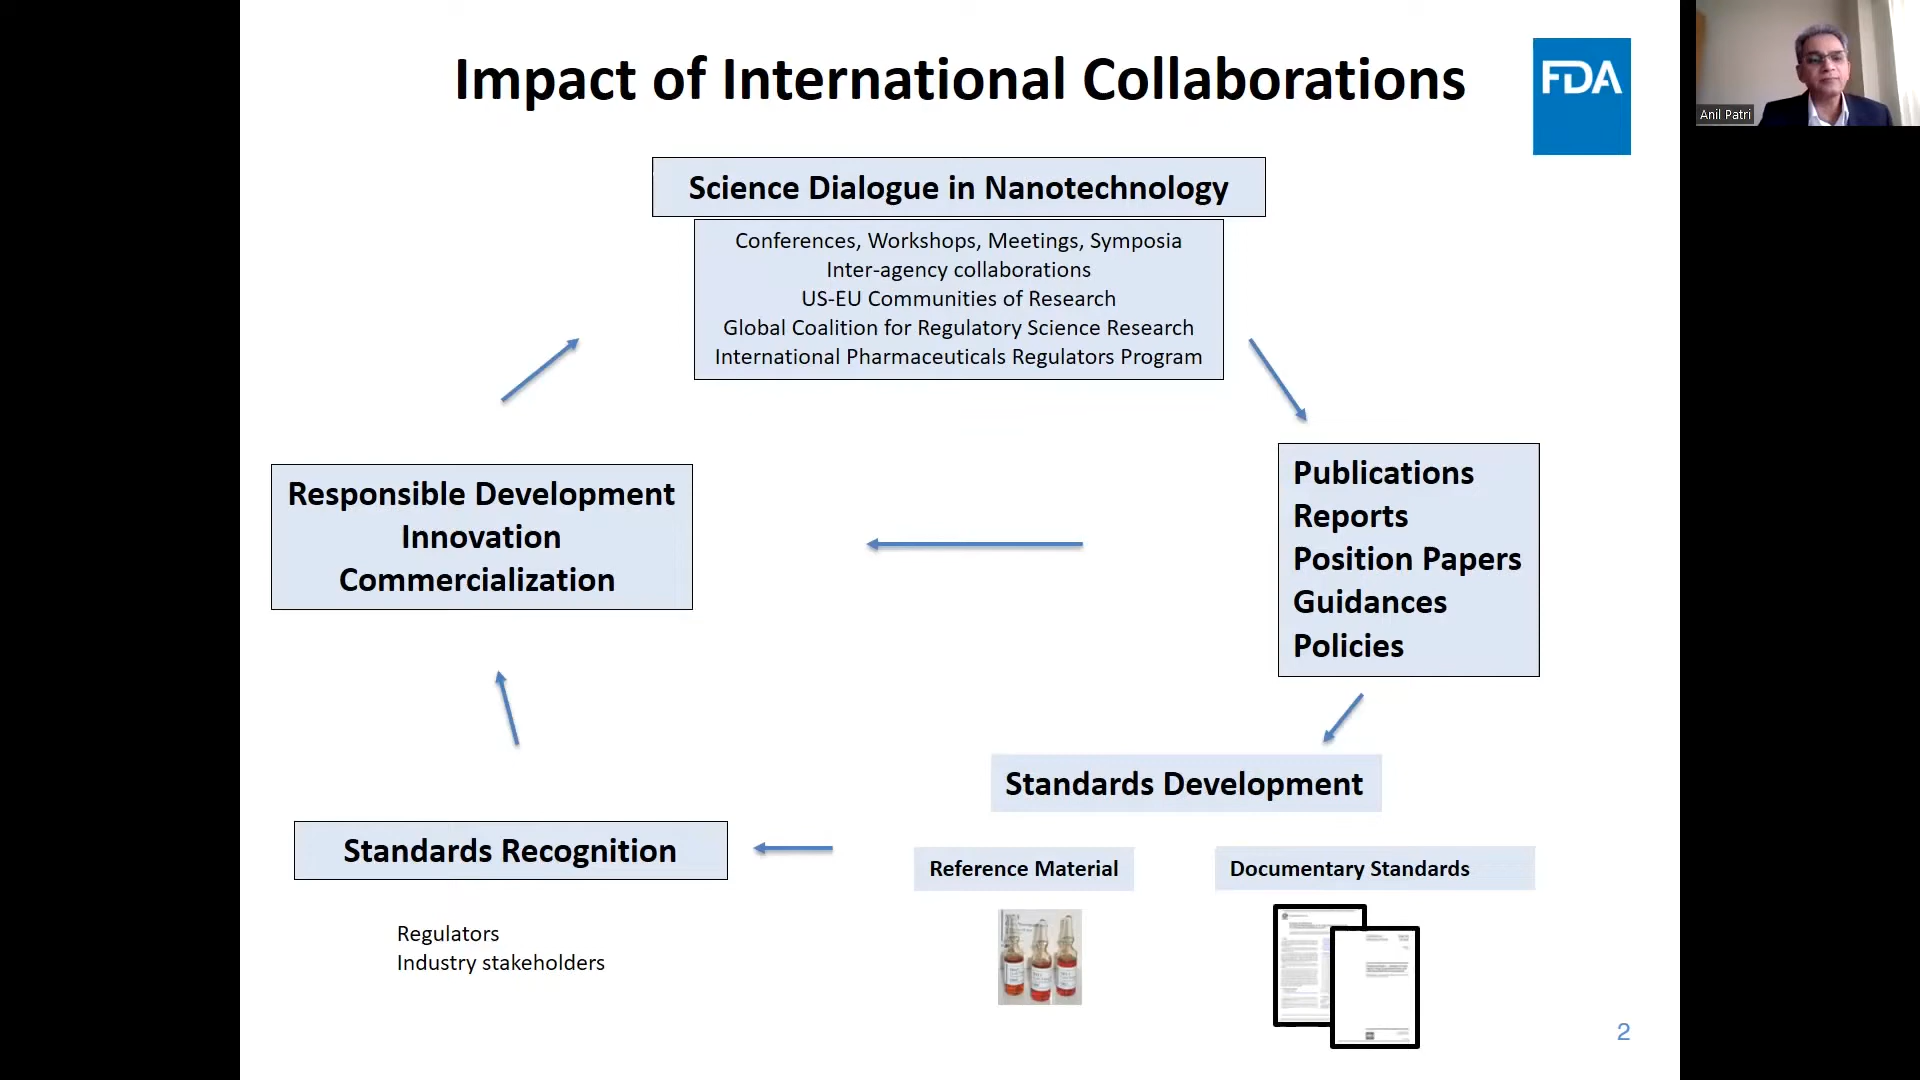 Impact of International Collaborations
FDA
Anil Patri
Science Dialogue in Nanotechnology
Conferences, Workshops, Meetings, Symposia
Inter-agency collaborations
US-EU Communities of Research
Global Coalition for Regulatory Science Research
International Pharmaceuticals Regulators Program
Responsible Development
Innovation
Commercialization
Publications
Reports
Position Papers
Guidances
Policies
Standards Development
Standards Recognition
Reference Material
Documentary Standards
Regulators
Industry stakeholders
2